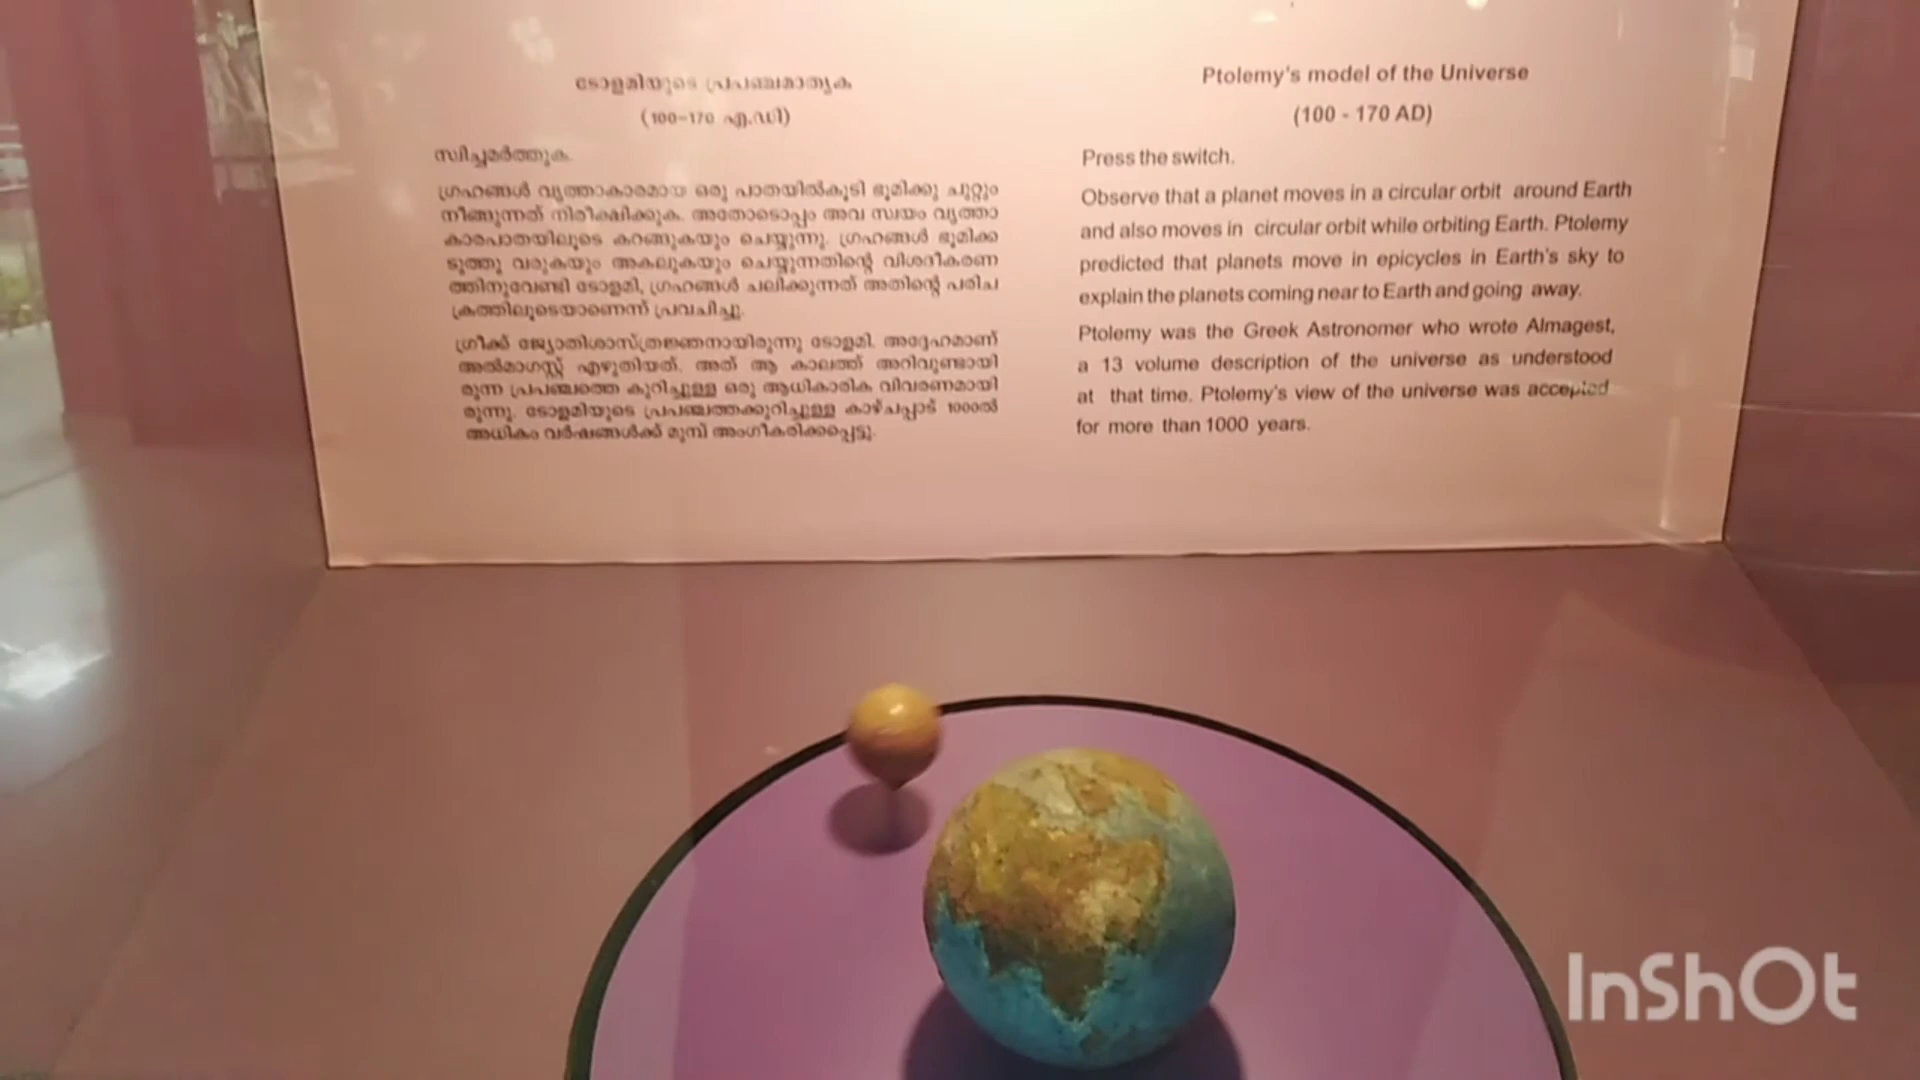 ടോളമിയുടെ പ്രപഞ്ചമാതൃക
(100-170 എ.ഡി)
സ്വിച്ചമർത്തുക.
ഗ്രഹങ്ങൾ വൃത്താകാരമായ ഒരു പാതയിൽകൂടി ഭൂമിക്കു ചുറ്റും
നീങ്ങുന്നത് നിരീക്ഷിക്കുക. അതോടൊപ്പം അവ സ്വയം വൃത്താ
കാരപാതയിലൂടെ കറങ്ങുകയും ചെയ്യുന്നു. ഗ്രഹങ്ങൾ ഭൂമിക്ക
ടുത്തു വരുകയും അകലുകയും ചെയ്യുന്നതിന്റെ വിശദീകരണ
ത്തിനുവേണ്ടി ടോളമി, ഗ്രഹങ്ങൾ ചലിക്കുന്നത് അതിന്റെ പരിച
ക്രത്തിലൂടെയാണെന്ന് പ്രവചിച്ചു.
ഗ്രീക്ക് ജ്യോതിശാസ്ത്രജ്ഞനായിരുന്നു ടോളമി. അദ്ദേഹമാണ്
അൽമാഗസ്റ്റ് എഴുതിയത്. അത് ആ കാലത്ത് അറിവുണ്ടായി
രുന്ന പ്രപഞ്ചത്തെ കുറിച്ചുള്ള ഒരു ആധികാരിക വിവരണമായി
രുന്നു. ടോളമിയുടെ പ്രപഞ്ചത്തക്കുറിച്ചുള്ള കാഴ്ചപ്പാട് 1000ൽ
അധികം വർഷങ്ങൾക്ക് മുമ്പ് അംഗീകരിക്കപ്പെട്ടു.
Ptolemy's model of the Universe
(100 - 170 AD)
Press the switch.
Observe that a planet moves in a circular orbit around Earth
and also moves in circular orbit while orbiting Earth. Ptolemy
predicted that planets move in epicycles in Earth's sky to
explain the planets coming near to Earth and going away.
Ptolemy was the Greek Astronomer who wrote Almagest,
a 13 volume description of the universe as understood
at that time. Ptolemy's view of the universe was accepted
for more than 1000 years.
InShOt